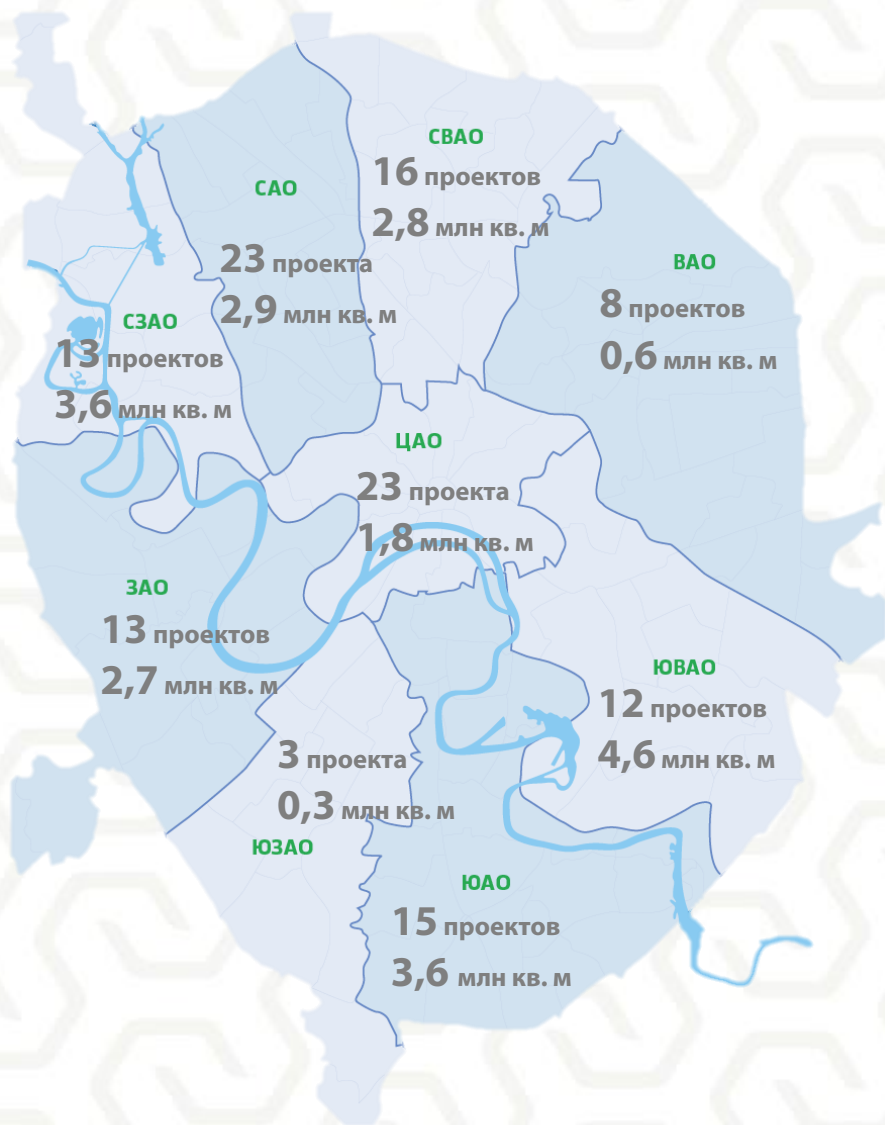 СВАО
16 проектов
2,8 млн кв. м
САО
23 проекта
2,9 млн кв. м
ВАО
8 проектов
0,6 млн кв. м
СЗАО
13 проектов
3,6 млн кв. м
ЦАО
23 проекта
1,8 млн кв. м
ЗАО
13 проектов
2,7 млн кв. м
ЮВАО
12 проектов
4,6 млн кв. м
3 проекта
0,3 млн кв. м
ЮЗАО
ЮАО
15 проектов
3,6 млн кв. м